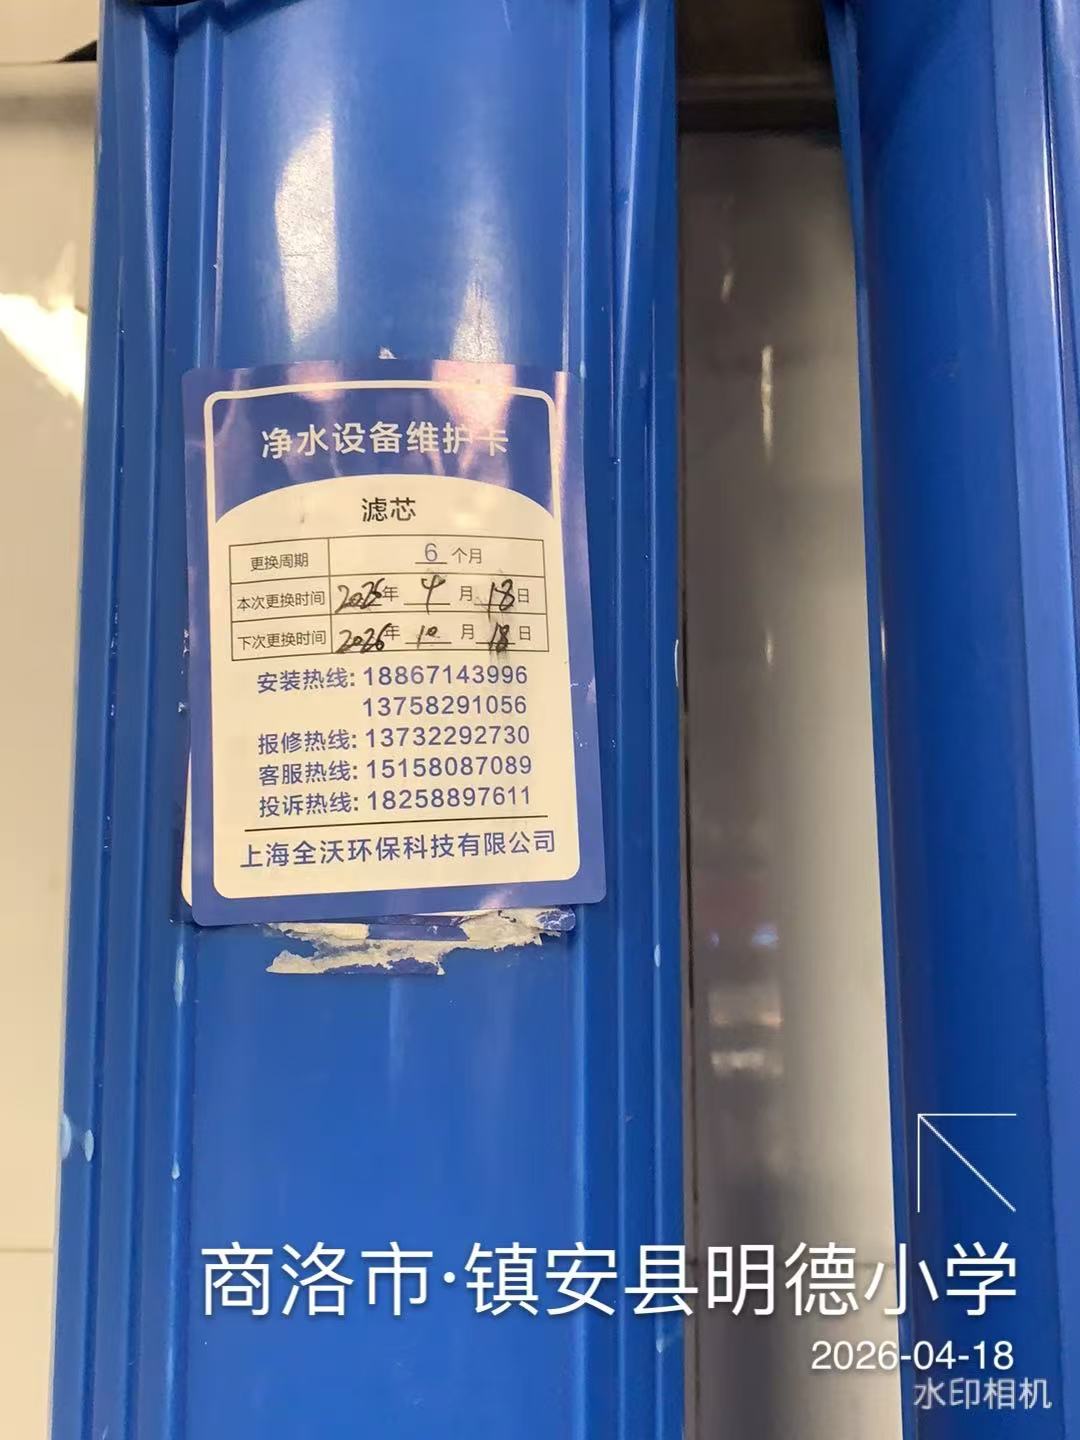 净水设备维护卡
滤芯
更换周期 6 个月
本次更换时间 2026年 4 月 18日
下次更换时间 2026年 10 月 18日
安装热线: 18867143996
13758291056
报修热线: 13732292730
客服热线: 15158087089
投诉热线: 18258897611
上海全沃环保科技有限公司
商洛市·镇安县明德小学
2026-04-18
水印相机